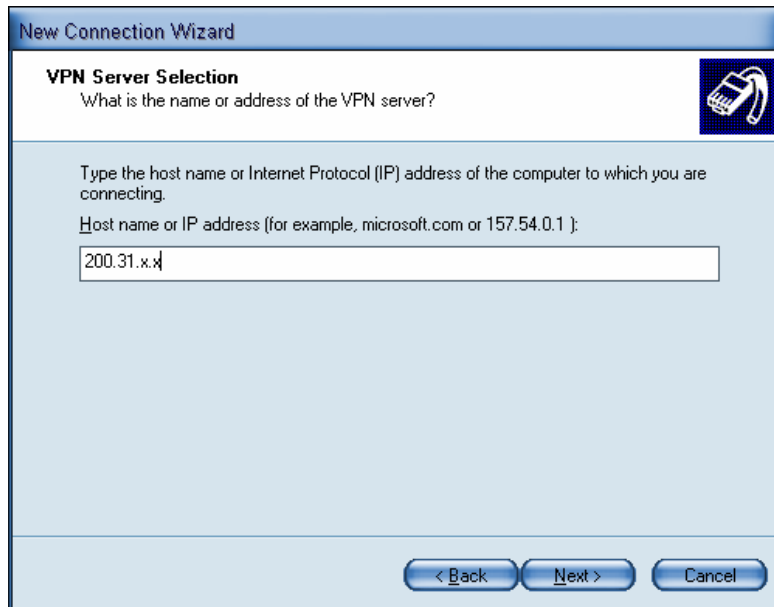 New Connection Wizard
VPN Server Selection
What is the name or address of the VPN server?
Type the host name or Internet Protocol (IP) address of the computer to which you are
connecting.
Host name or IP address (for example, microsoft.com or 157.54.0.1 ):
200.31.x.x
< Back Next > Cancel